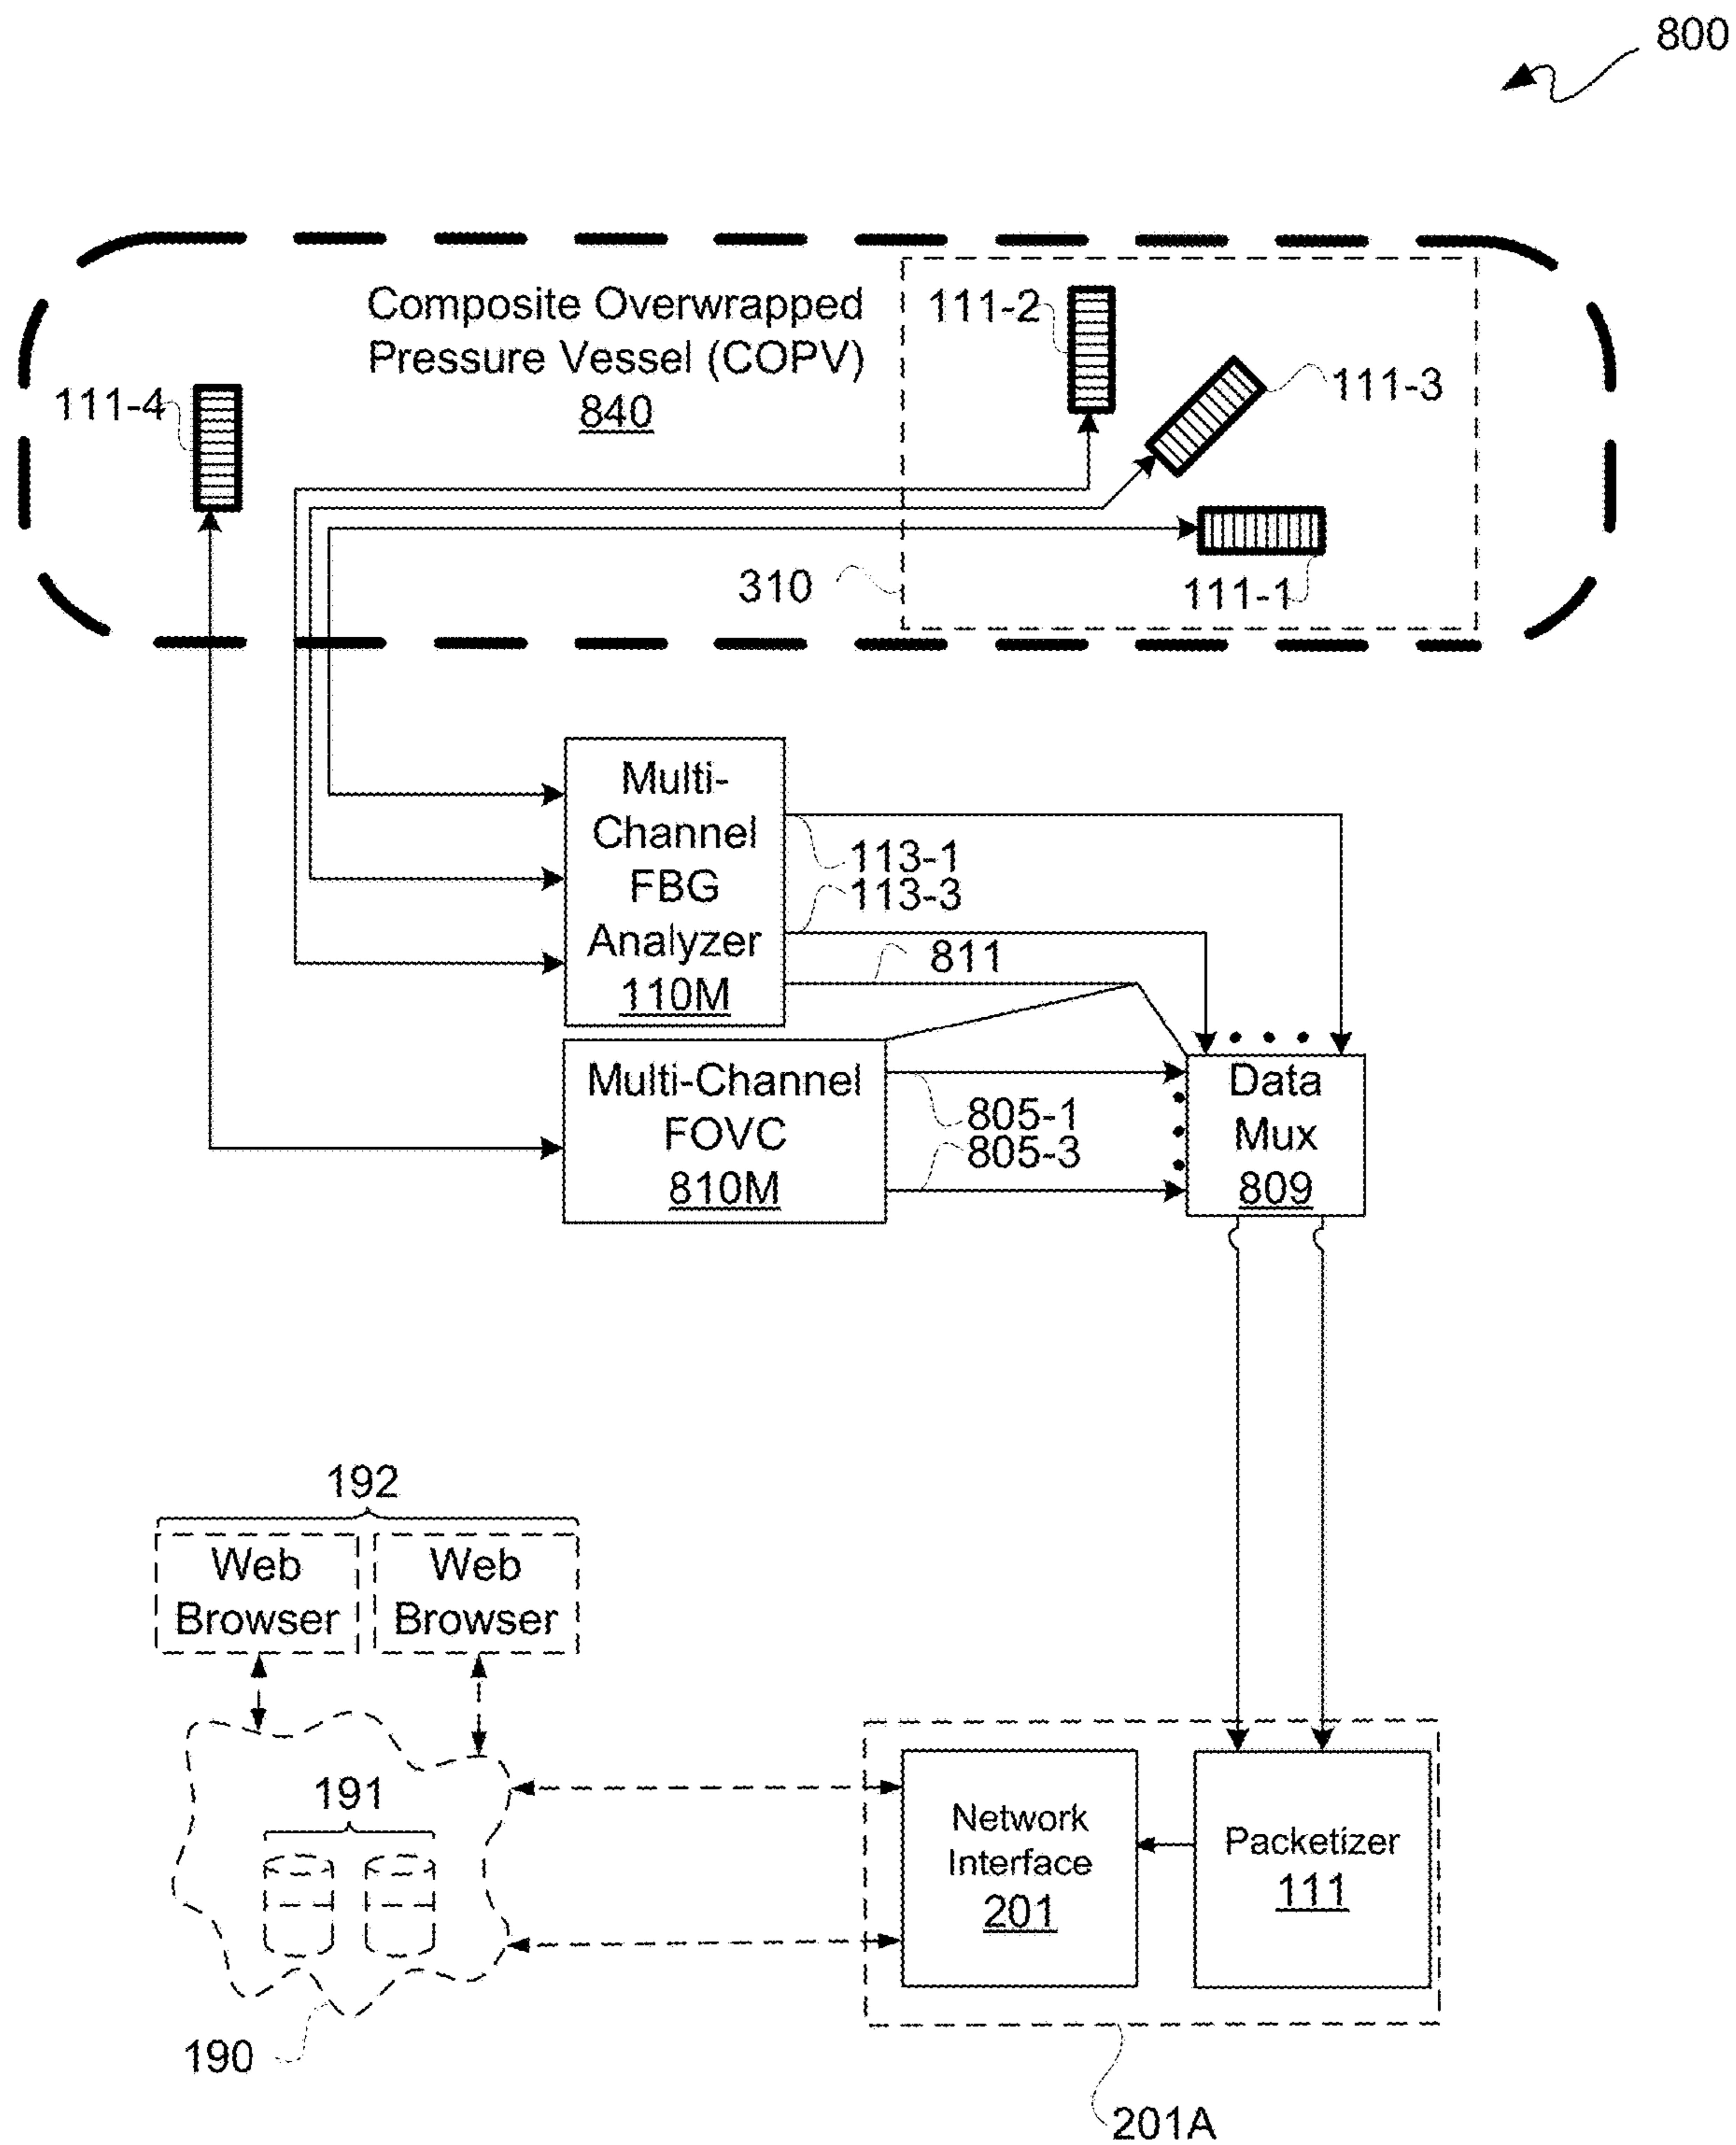 800
Composite Overwrapped
Pressure Vessel (COPV)
840
111-2
111-3
111-4
310
111-1
Multi-
Channel
FBG
Analyzer
110M
113-1
113-3
811
Multi-Channel
FOVC
810M
805-1
805-3
Data
Mux
809
192
Web
Browser
Web
Browser
191
190
Network
Interface
201
Packetizer
111
201A